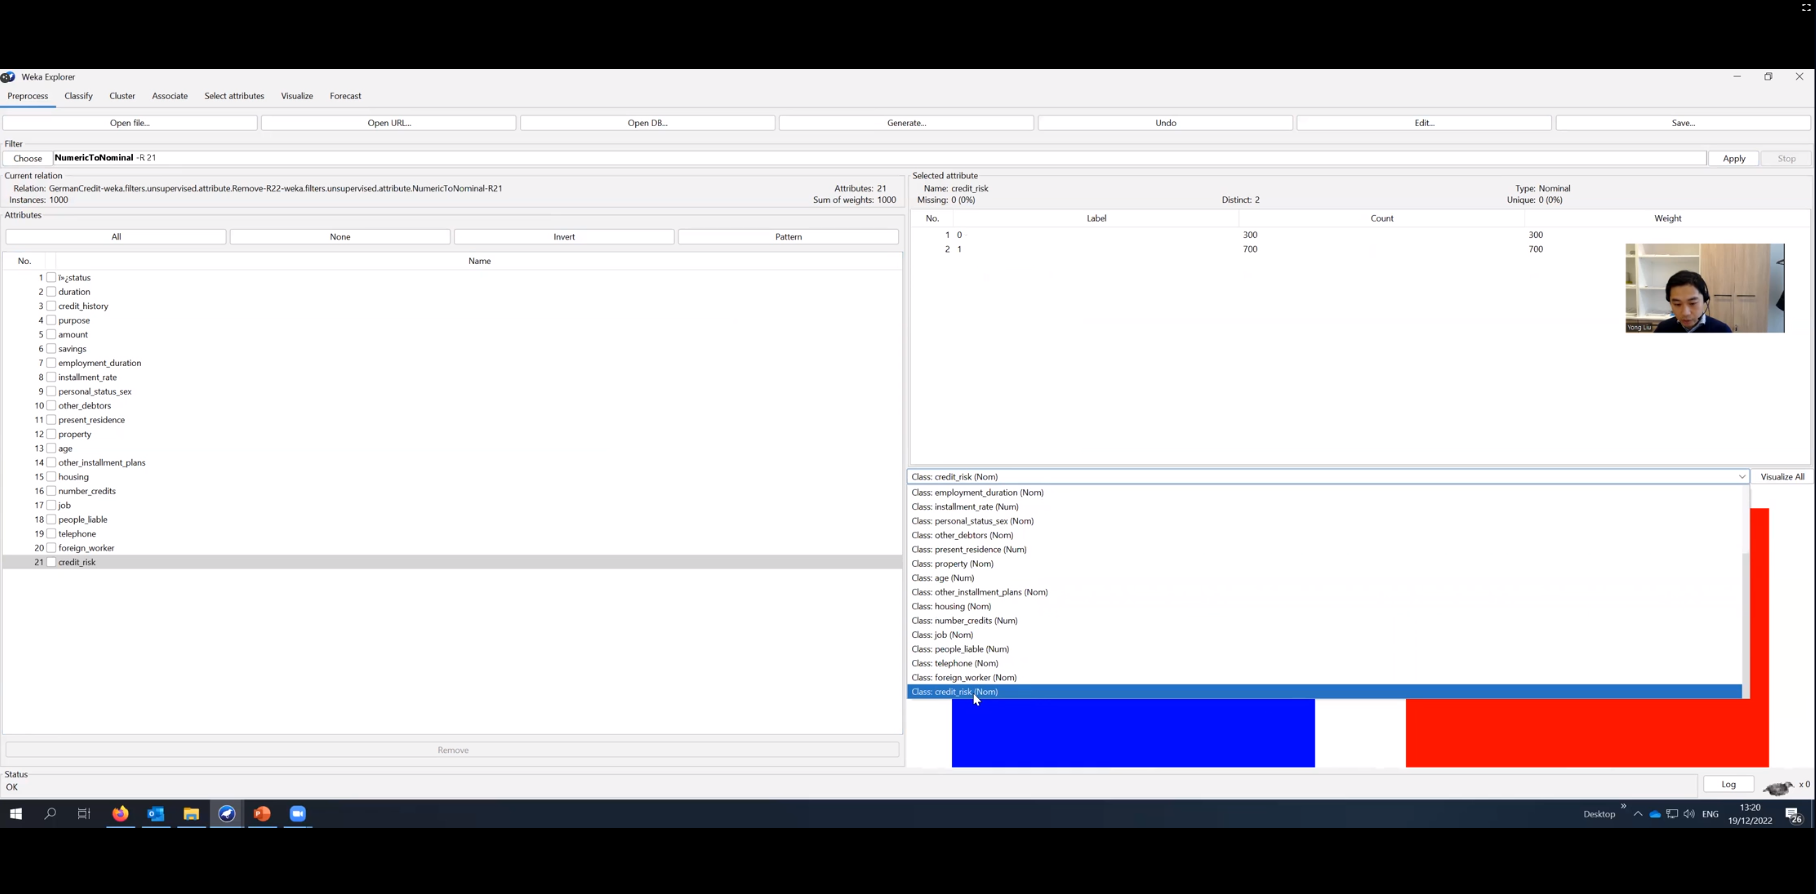 Weka Explorer
Preprocess Classify Cluster Associate Select attributes Visualize Forecast
Open file... Open URL... Open DB... Generate... Undo Edit... Save...
Filter
Choose NumericToNominal -R 21 Apply Stop
Current relation
Relation: GermanCredit-weka.filters.unsupervised.attribute.Remove-R22-weka.filters.unsupervised.attribute.NumericToNominal-R21 Attributes: 21
Instances: 1000 Sum of weights: 1000
Attributes
All None Invert Pattern
No. Name
1 ï»¿status
2 duration
3 credit_history
4 purpose
5 amount
6 savings
7 employment_duration
8 installment_rate
9 personal_status_sex
10 other_debtors
11 present_residence
12 property
13 age
14 other_installment_plans
15 housing
16 number_credits
17 job
18 people_liable
19 telephone
20 foreign_worker
21 credit_risk
Remove
Selected attribute
Name: credit_risk Type: Nominal
Missing: 0 (0%) Distinct: 2 Unique: 0 (0%)
No. Label Count Weight
1 0 300 300
2 1 700 700
Yong Liu
Class: credit_risk (Nom) Visualize All
Class: employment_duration (Nom)
Class: installment_rate (Num)
Class: personal_status_sex (Nom)
Class: other_debtors (Nom)
Class: present_residence (Num)
Class: property (Nom)
Class: age (Num)
Class: other_installment_plans (Nom)
Class: housing (Nom)
Class: number_credits (Num)
Class: job (Nom)
Class: people_liable (Num)
Class: telephone (Nom)
Class: foreign_worker (Nom)
Class: credit_risk (Nom)
Status
OK Log x 0
Desktop ENG 13:20
19/12/2022 26